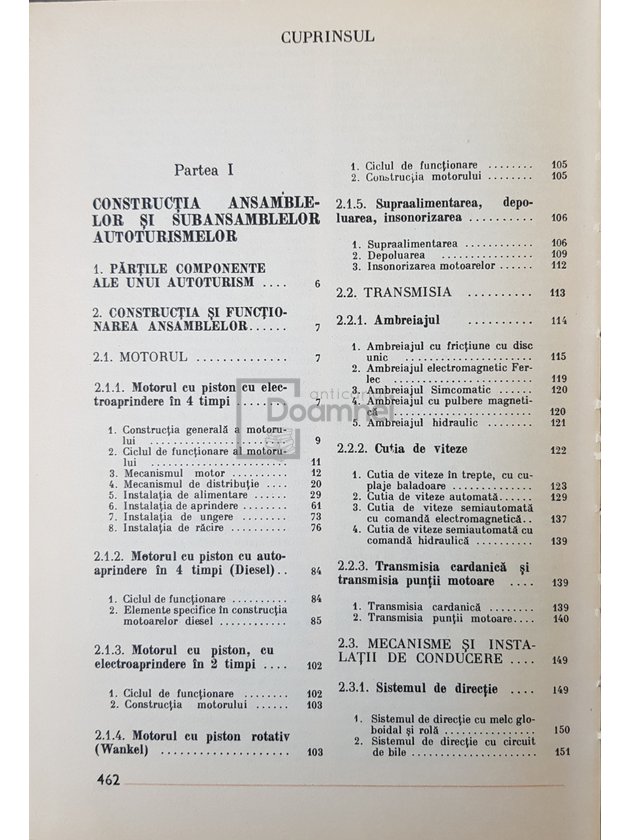 CUPRINSUL
Partea I
CONSTRUCȚIA ANSAMBLE-
LOR ȘI SUBANSAMBLELOR
AUTOTURISMELOR
1. PĂRȚILE COMPONENTE
ALE UNUI AUTOTURISM .... 6
2. CONSTRUCȚIA ȘI FUNCȚIO-
NAREA ANSAMBLELOR...... 7
2.1. MOTORUL .............. 7
2.1.1. Motorul cu piston cu elec-
troaprindere în 4 timpi ........ 7
1. Construcția generală a motoru-
lui .................... 9
2. Ciclul de funcționare al motoru-
lui .................... 11
3. Mecanismul motor .......... 12
4. Mecanismul de distribuție .... 20
5. Instalația de alimentare ...... 29
6. Instalația de aprindere ........ 61
7. Instalația de ungere .......... 73
8. Instalația de răcire .......... 76
2.1.2. Motorul cu piston cu auto-
aprindere în 4 timpi (Diesel) .. 84
1. Ciclul de funcționare ........ 84
2. Elemente specifice în construcția
motoarelor diesel ............ 85
2.1.3. Motorul cu piston, cu
electroaprindere în 2 timpi .... 102
1. Ciclul de funcționare ........ 102
2. Construcția motorului ...... 103
2.1.4. Motorul cu piston rotativ
(Wankel) .................. 103
462
1. Ciclul de funcționare ........ 105
2. Construcția motorului ........ 105
2.1.5. Supraalimentarea, depo-
luarea, insonorizarea .......... 106
1. Supraalimentarea ............ 106
2. Depoluarea ............ 109
3. Insonorizarea motoarelor ...... 112
2.2. TRANSMISIA .......... 113
2.2.1. Ambreiajul .......... 114
1. Ambreiajul cu fricțiune cu disc
unic .................... 115
2. Ambreiajul electromagnetic Fer-
lec .................... 119
3. Ambreiajul Simcomatic ........ 120
4. Ambreiajul cu pulbere magneti-
că .................... 120
5. Ambreiajul hidraulic ........ 121
2.2.2. Cutia de viteze 122
1. Cutia de viteze în trepte, cu cu-
plaje baladoare .............. 123
2. Cutia de viteze automată...... 129
3. Cutia de viteze semiautomată
cu comandă electromagnetică.. 137
4. Cutia de viteze semiautomată cu
comandă hidraulică .......... 139
2.2.3. Transmisia cardanică și
transmisia punții motoare .... 139
1. Transmisia cardanică ........ 139
2. Transmisia punții motoare.... 140
2.3. MECANISME ȘI INSTA-
LAȚII DE CONDUCERE .... 149
2.3.1. Sistemul de direcție .... 149
1. Sistemul de direcție cu melc glo-
boidal și rolă .............. 150
2. Sistemul de direcție cu circuit
de bile .................... 151
anticariat
Doamnei